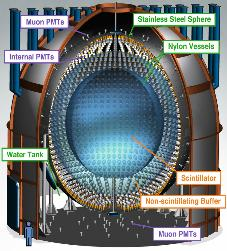 Muon PMTs
Stainless Steel Sphere
Nylon Vessels
Internal PMTs
Water Tank
Scintillator
Non-scintillating Buffer
Muon PMTs